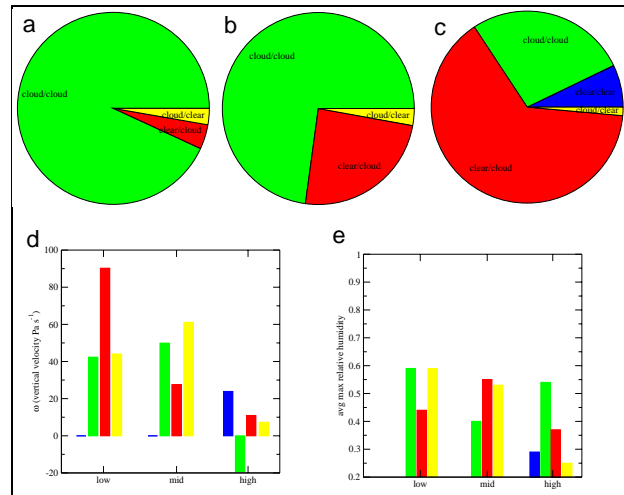 a
b
c
cloud/cloud
cloud/clear
clear/cloud
cloud/cloud
cloud/clear
clear/cloud
cloud/cloud
clear/clear
cloud/clear
clear/cloud
d
ω (vertical velocity Pa s⁻¹)
100
80
60
40
20
0
-20
low
mid
high
e
avg max relative humidity
1
0.9
0.8
0.7
0.6
0.5
0.4
0.3
0.2
low
mid
high